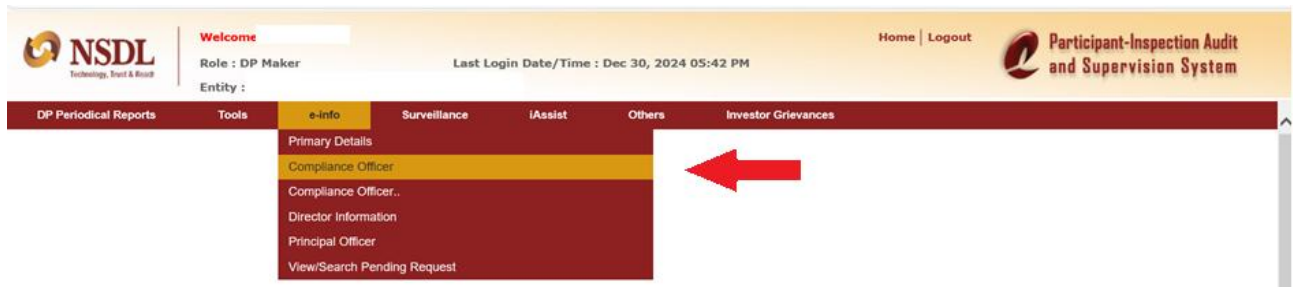 NSDL
Technology, Trust & Reach
Welcome
Role : DP Maker
Entity :
Last Login Date/Time : Dec 30, 2024 05:42 PM
Home | Logout
Participant-Inspection Audit
and Supervision System
DP Periodical Reports Tools e-info Surveillance iAssist Others Investor Grievances
Primary Details
Compliance Officer
Compliance Officer..
Director Information
Principal Officer
View/Search Pending Request